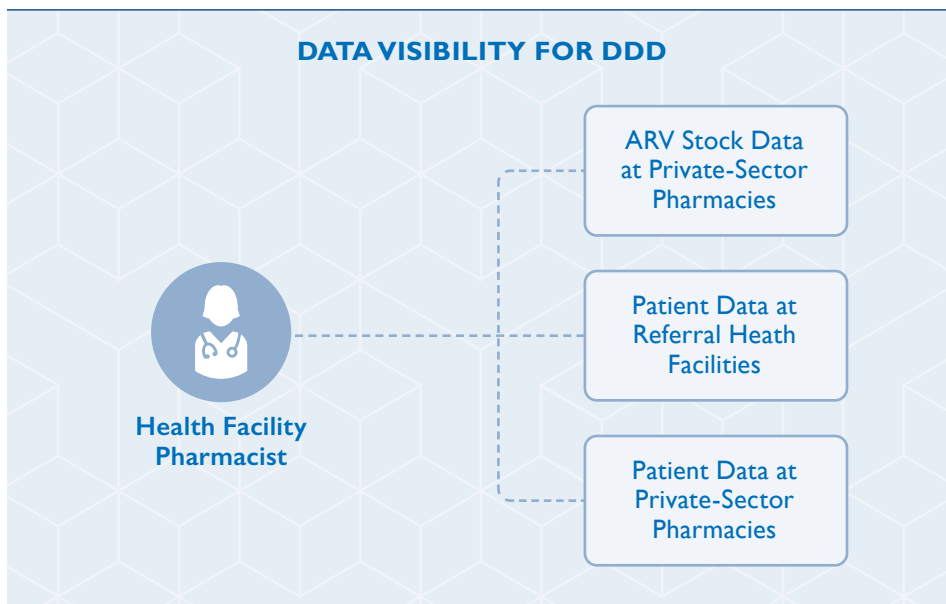 DATA VISIBILITY FOR DDD
ARV Stock Data
at Private-Sector
Pharmacies
Patient Data at
Referral Heath
Facilities
Health Facility
Pharmacist
Patient Data at
Private-Sector
Pharmacies